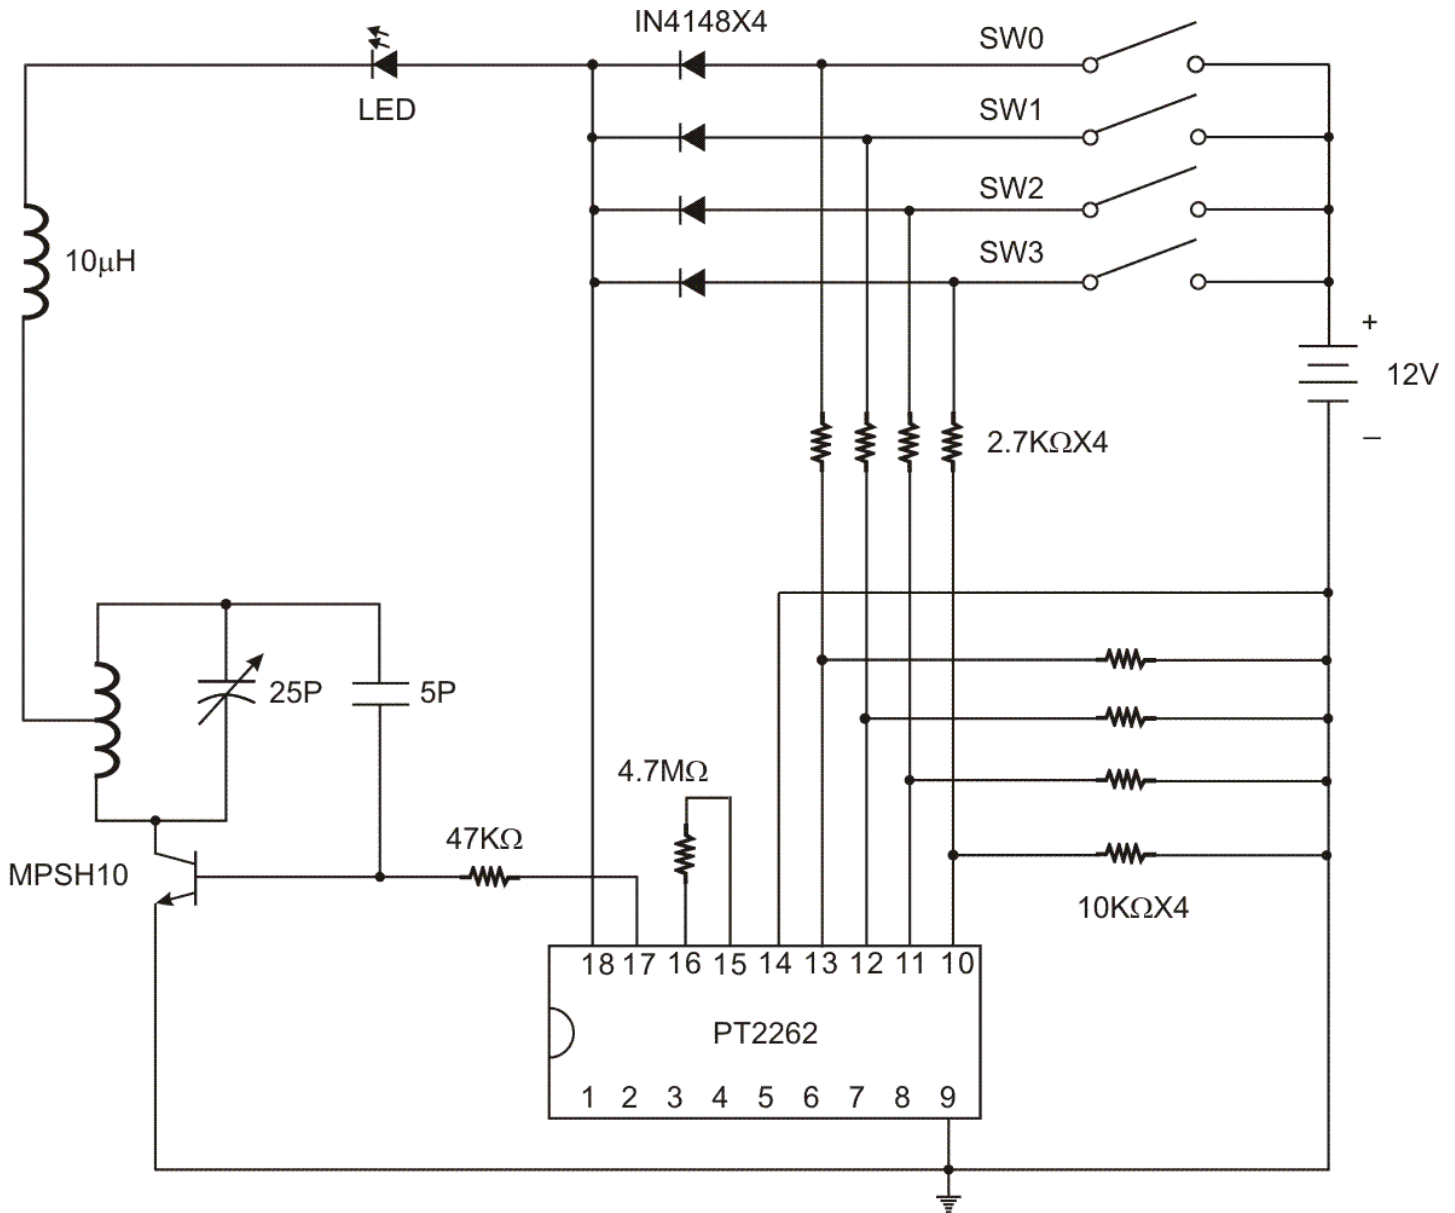 IN4148X4
SW0
LED
SW1
SW2
SW3
10μH
+
12V
2.7KΩX4
–
25P
5P
4.7MΩ
47KΩ
MPSH10
10KΩX4
18 17 16 15 14 13 12 11 10
PT2262
1 2 3 4 5 6 7 8 9